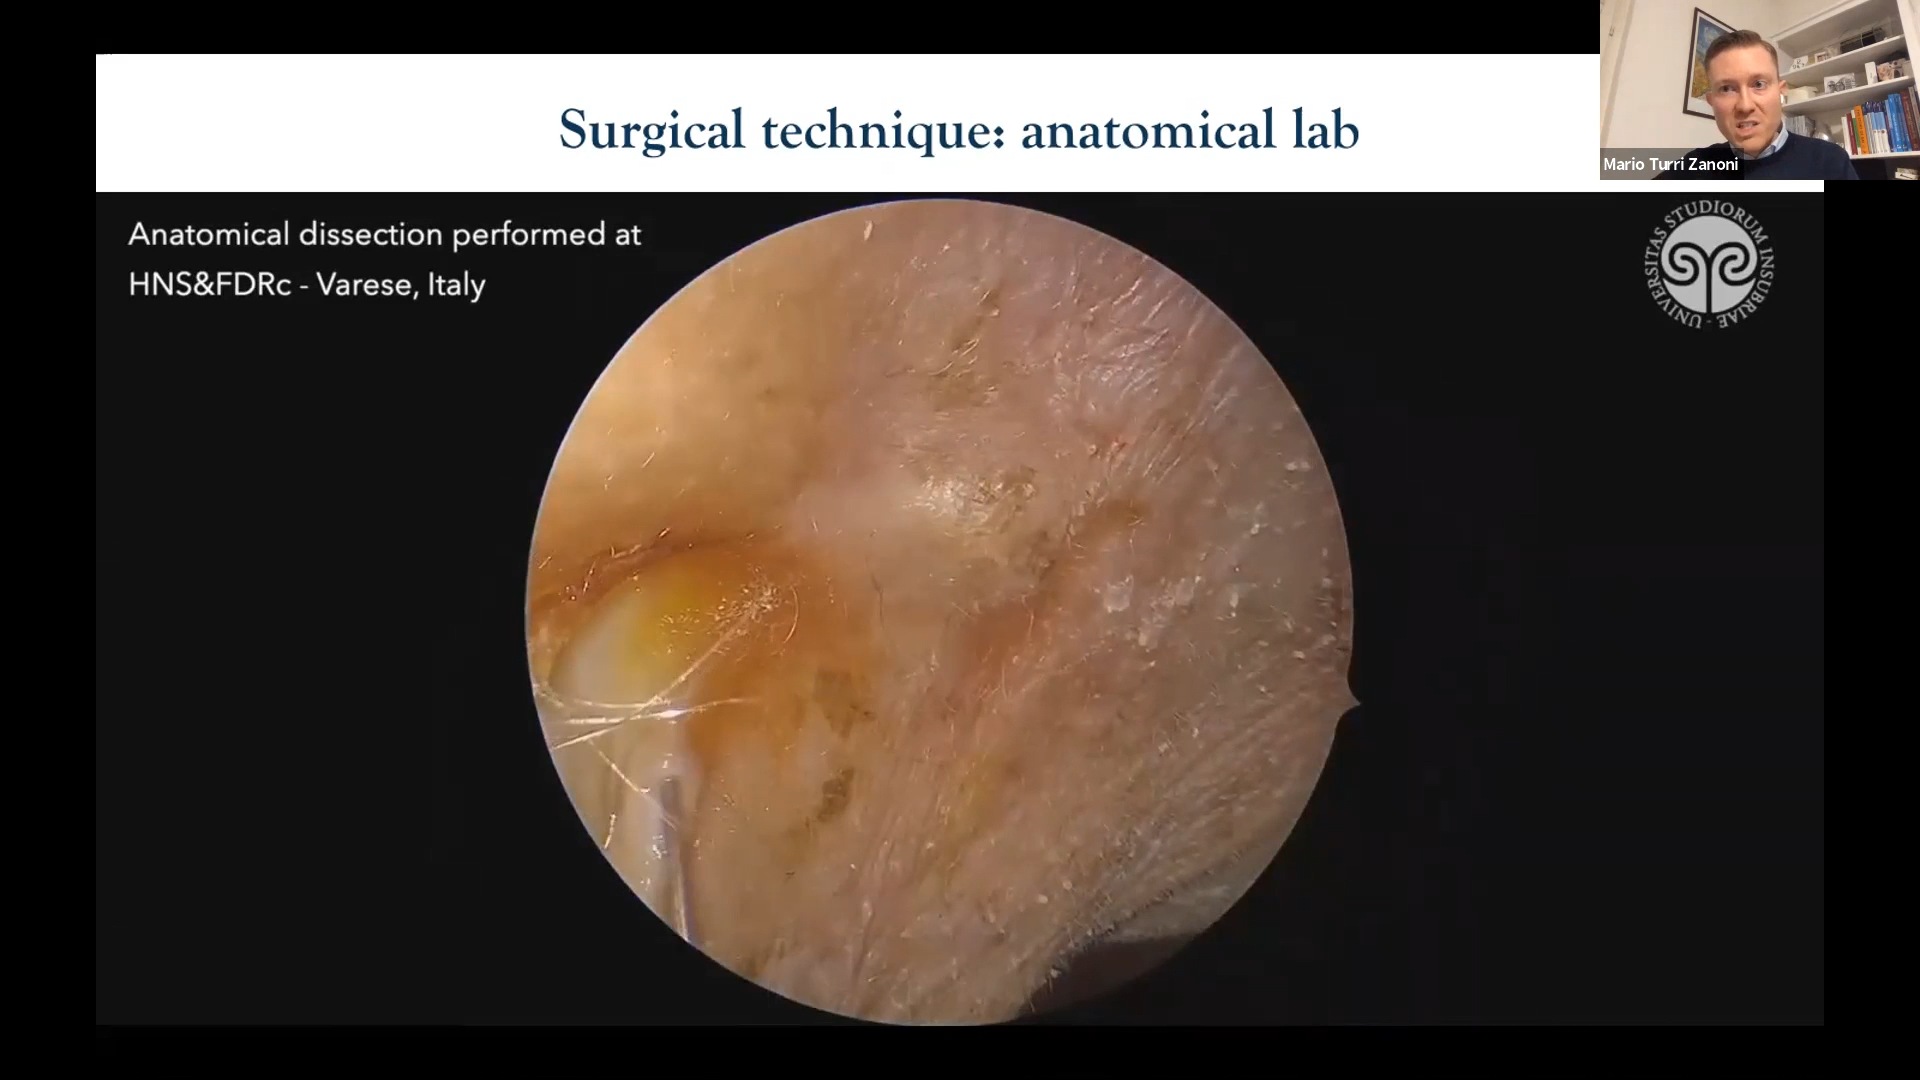 Surgical technique: anatomical lab
Mario Turri Zanoni
Anatomical dissection performed at
HNS&FDRc - Varese, Italy
UNIVERSITAS STUDIORUM INSUBRIAE